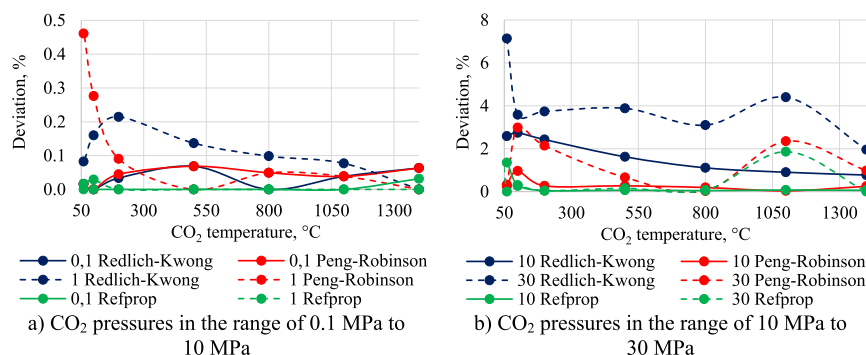 Deviation, %
0.5
0.4
0.3
0.2
0.1
0.0
50 300 550 800 1050 1300
CO₂ temperature, °C
0,1 Redlich-Kwong 0,1 Peng-Robinson
1 Redlich-Kwong 1 Peng-Robinson
0,1 Refprop 1 Refprop
a) CO₂ pressures in the range of 0.1 MPa to
10 MPa
Deviation, %
8
6
4
2
0
50 300 550 800 1050 1300
CO₂ temperature, °C
10 Redlich-Kwong 10 Peng-Robinson
30 Redlich-Kwong 30 Peng-Robinson
10 Refprop 30 Refprop
b) CO₂ pressures in the range of 10 MPa to
30 MPa